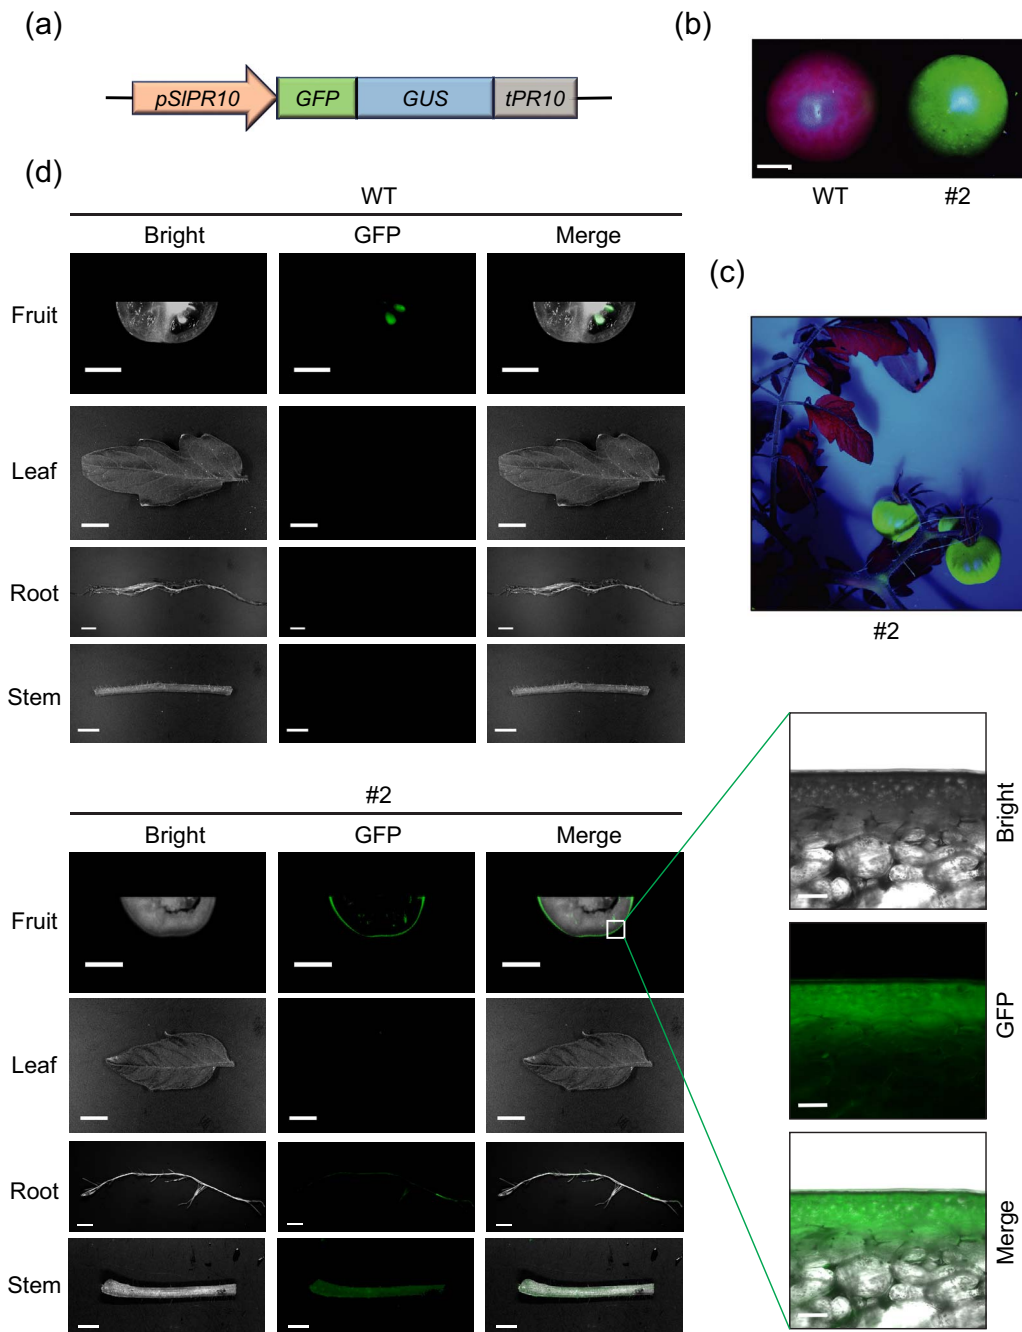 (a)
pSlPR10 GFP GUS tPR10
(b)
WT #2
(c)
#2
(d)
WT
Bright GFP Merge
Fruit
Leaf
Root
Stem
#2
Bright GFP Merge
Fruit
Leaf
Root
Stem
Bright
GFP
Merge